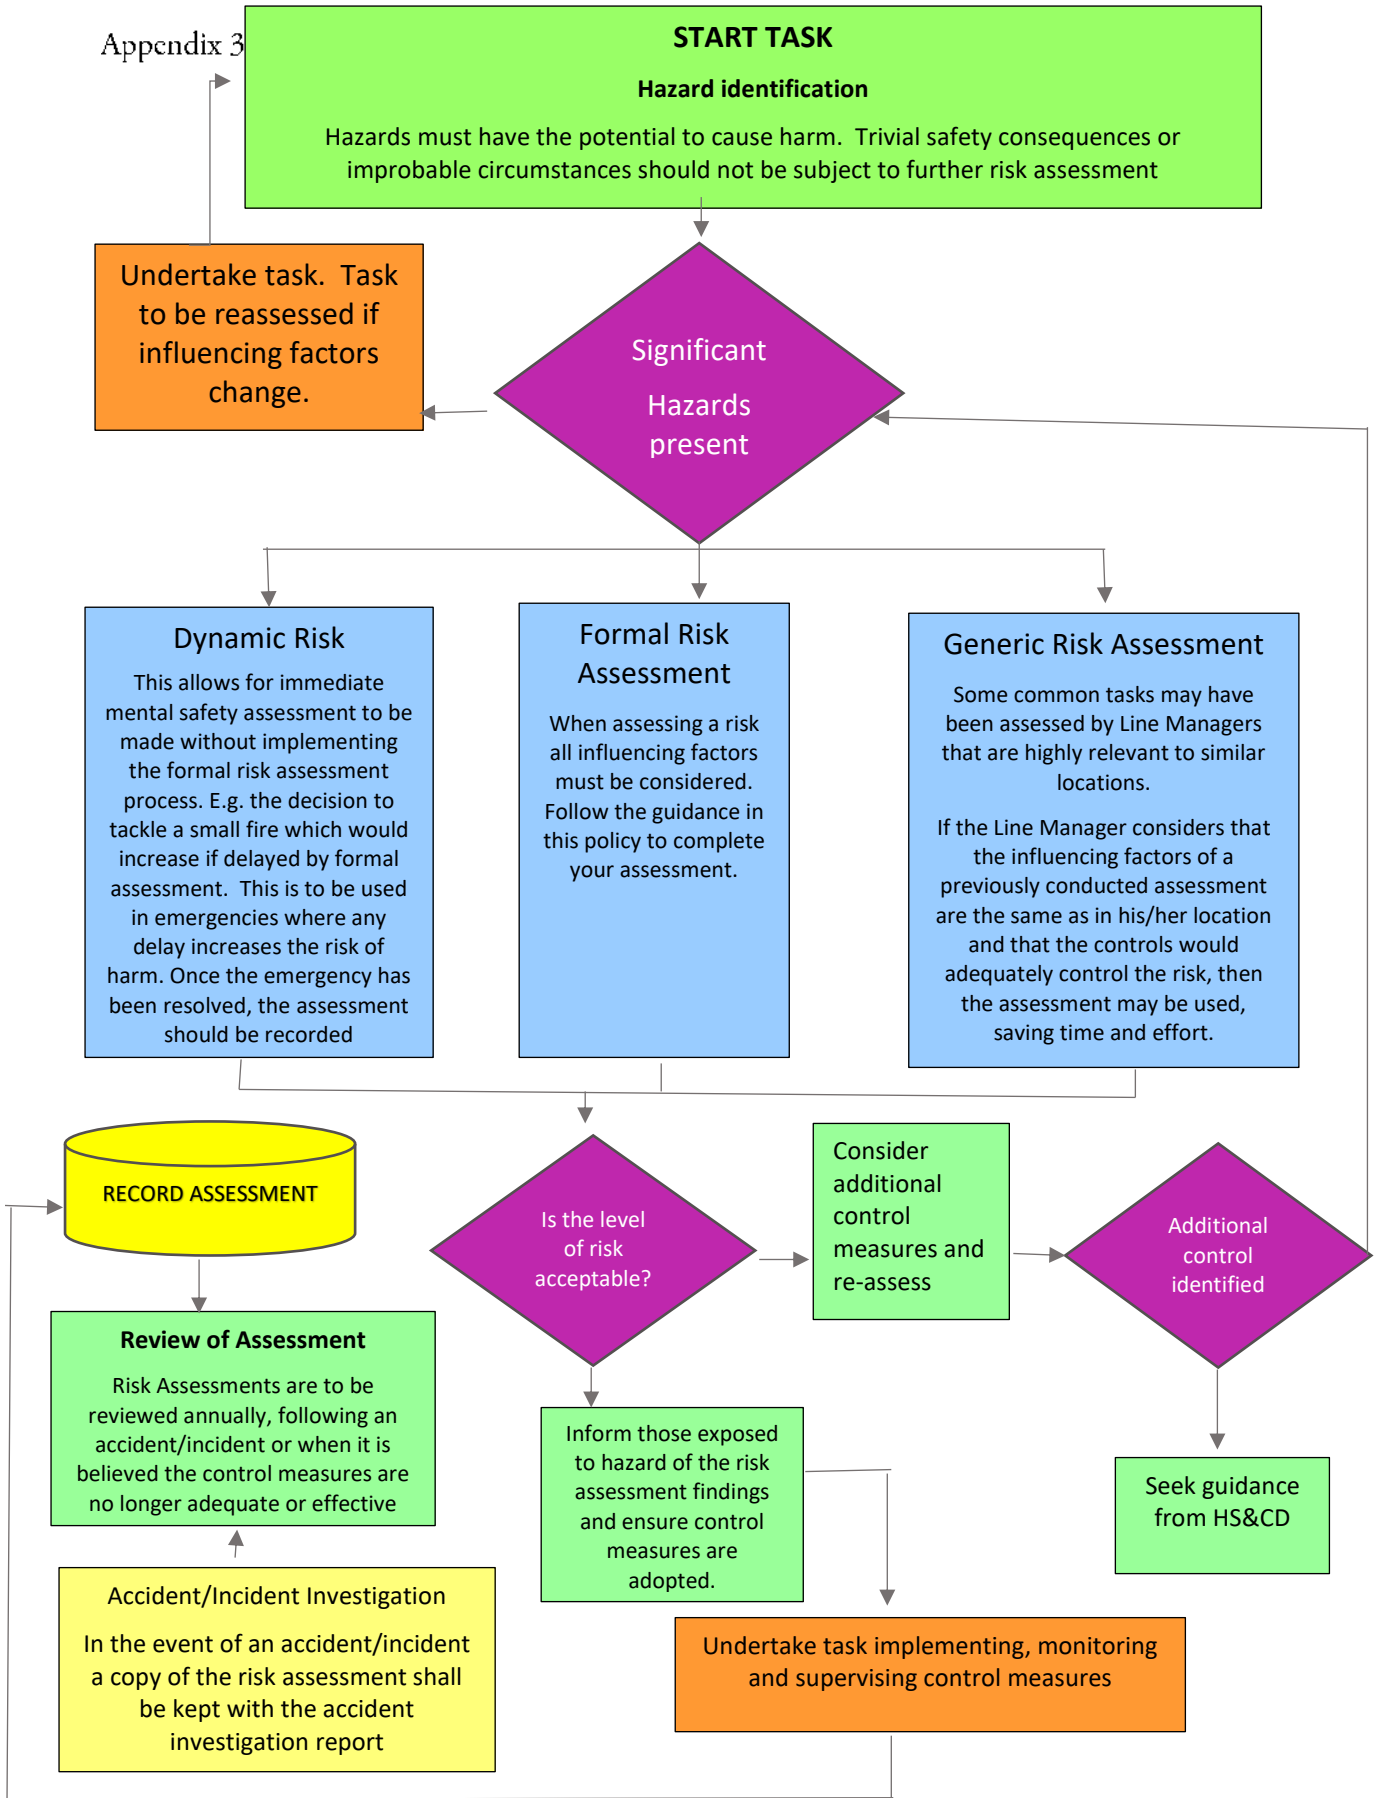 Appendix 3
START TASK
Hazard identification
Hazards must have the potential to cause harm.  Trivial safety consequences or
improbable circumstances should not be subject to further risk assessment
Undertake task.  Task
to be reassessed if
influencing factors
change.
Significant
Hazards
present
Dynamic Risk
This allows for immediate
mental safety assessment to be
made without implementing
the formal risk assessment
process. E.g. the decision to
tackle a small fire which would
increase if delayed by formal
assessment.  This is to be used
in emergencies where any
delay increases the risk of
harm. Once the emergency has
been resolved, the assessment
should be recorded
Formal Risk
Assessment
When assessing a risk
all influencing factors
must be considered.
Follow the guidance in
this policy to complete
your assessment.
Generic Risk Assessment
Some common tasks may have
been assessed by Line Managers
that are highly relevant to similar
locations.
If the Line Manager considers that
the influencing factors of a
previously conducted assessment
are the same as in his/her location
and that the controls would
adequately control the risk, then
the assessment may be used,
saving time and effort.
RECORD ASSESSMENT
Is the level
of risk
acceptable?
Consider
additional
control
measures and
re-assess
Additional
control
identified
Review of Assessment
Risk Assessments are to be
reviewed annually, following an
accident/incident or when it is
believed the control measures are
no longer adequate or effective
Inform those exposed
to hazard of the risk
assessment findings
and ensure control
measures are
adopted.
Seek guidance
from HS&CD
Accident/Incident Investigation
In the event of an accident/incident
a copy of the risk assessment shall
be kept with the accident
investigation report
Undertake task implementing, monitoring
and supervising control measures